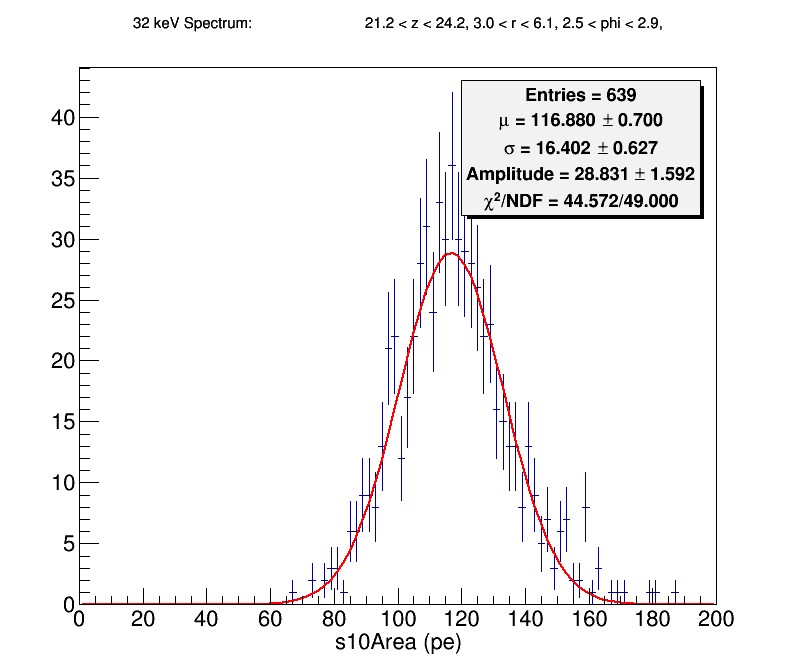 32 keV Spectrum: 21.2 < z < 24.2, 3.0 < r < 6.1, 2.5 < phi < 2.9,
Entries = 639
μ = 116.880 ± 0.700
σ = 16.402 ± 0.627
Amplitude = 28.831 ± 1.592
χ²/NDF = 44.572/49.000
40
35
30
25
20
15
10
5
0
0 20 40 60 80 100 120 140 160 180 200
s10Area (pe)